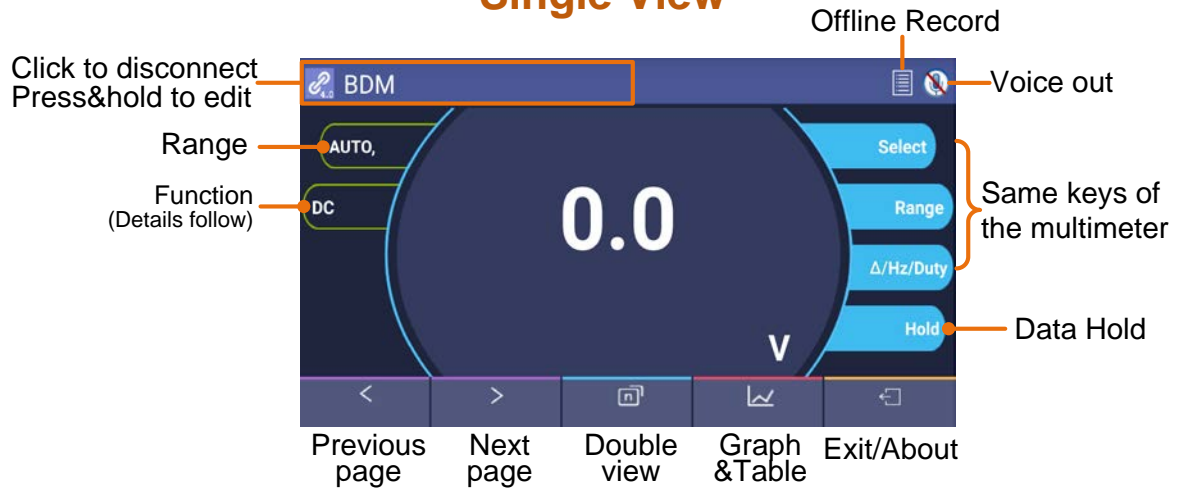 Single View
Offline Record
Click to disconnect
Press&hold to edit
4.0
BDM
Voice out
Range
AUTO,
Select
Function
(Details follow)
DC
0.0
Range
Same keys of
the multimeter
Δ/Hz/Duty
Hold
Data Hold
V
<
>
n
Previous
page
Next
page
Double
view
Graph
&Table
Exit/About